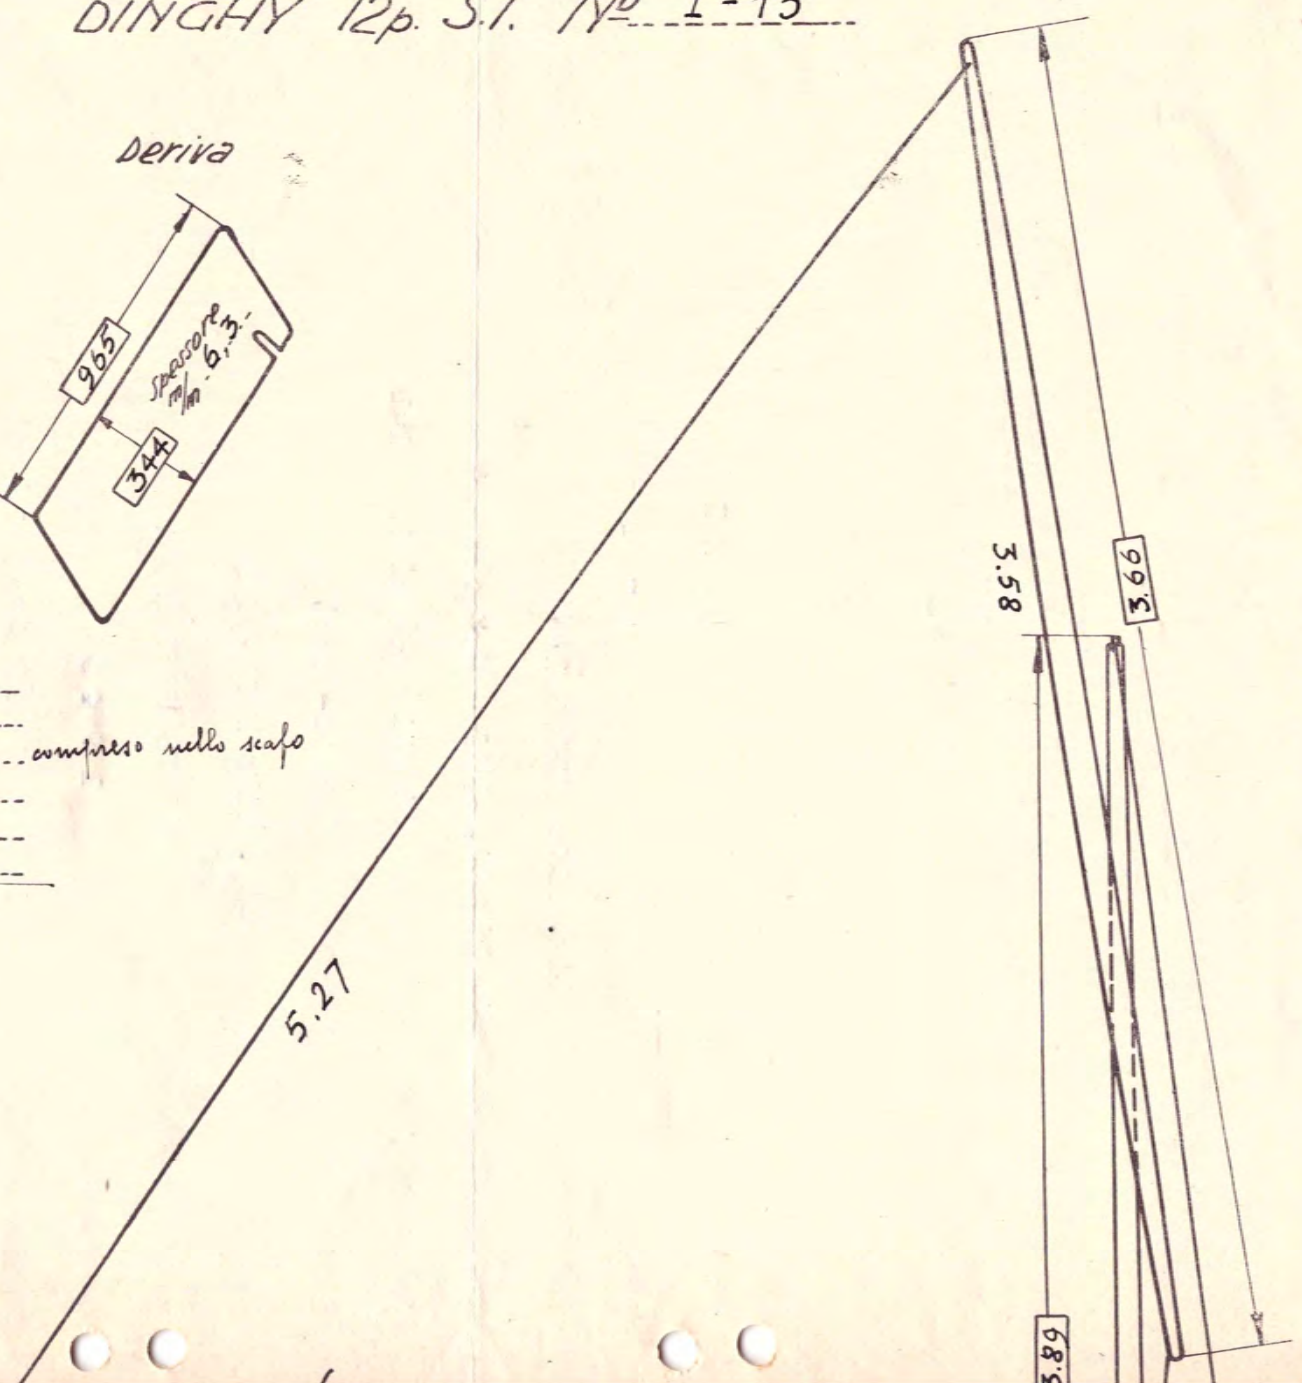 DINGHY 12p. S.I. Nº I-15
Deriva
965
spessore
m/m 6,3.-
344
3.58
3.66
compreso nello scafo
5.27
3.89